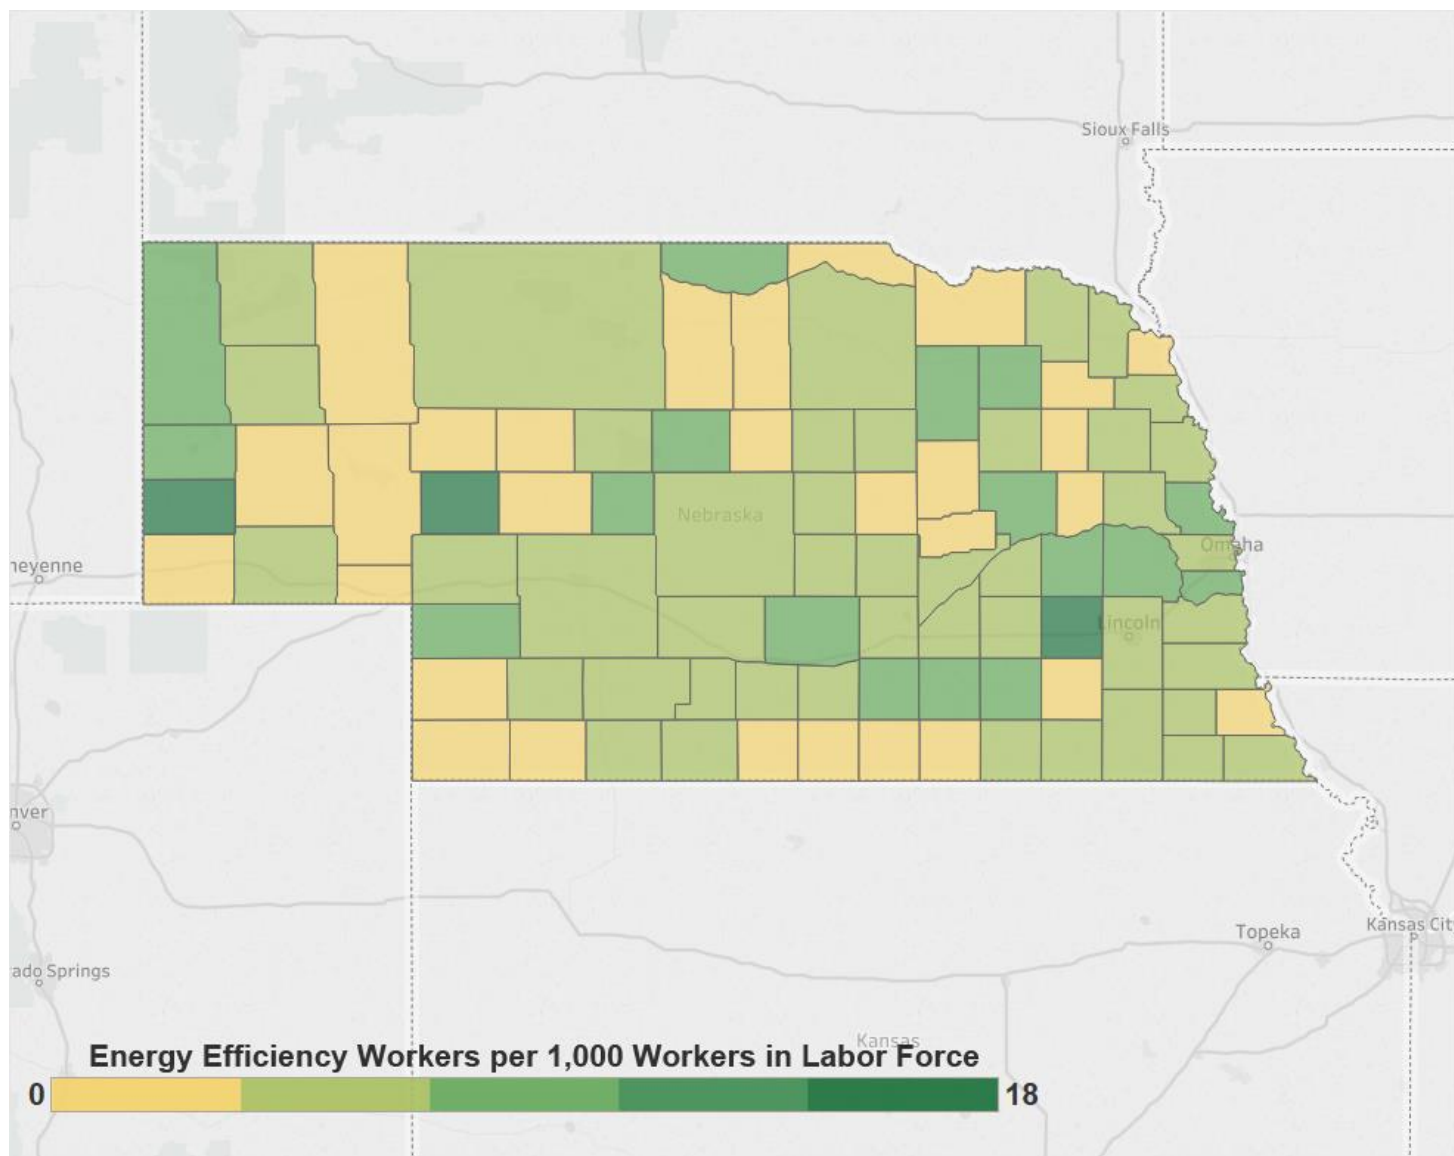 Sioux Falls
Nebraska
Omaha
heyenne
Lincoln
nver
Topeka
Kansas Cit
ado Springs
Kansas
Energy Efficiency Workers per 1,000 Workers in Labor Force
0
18